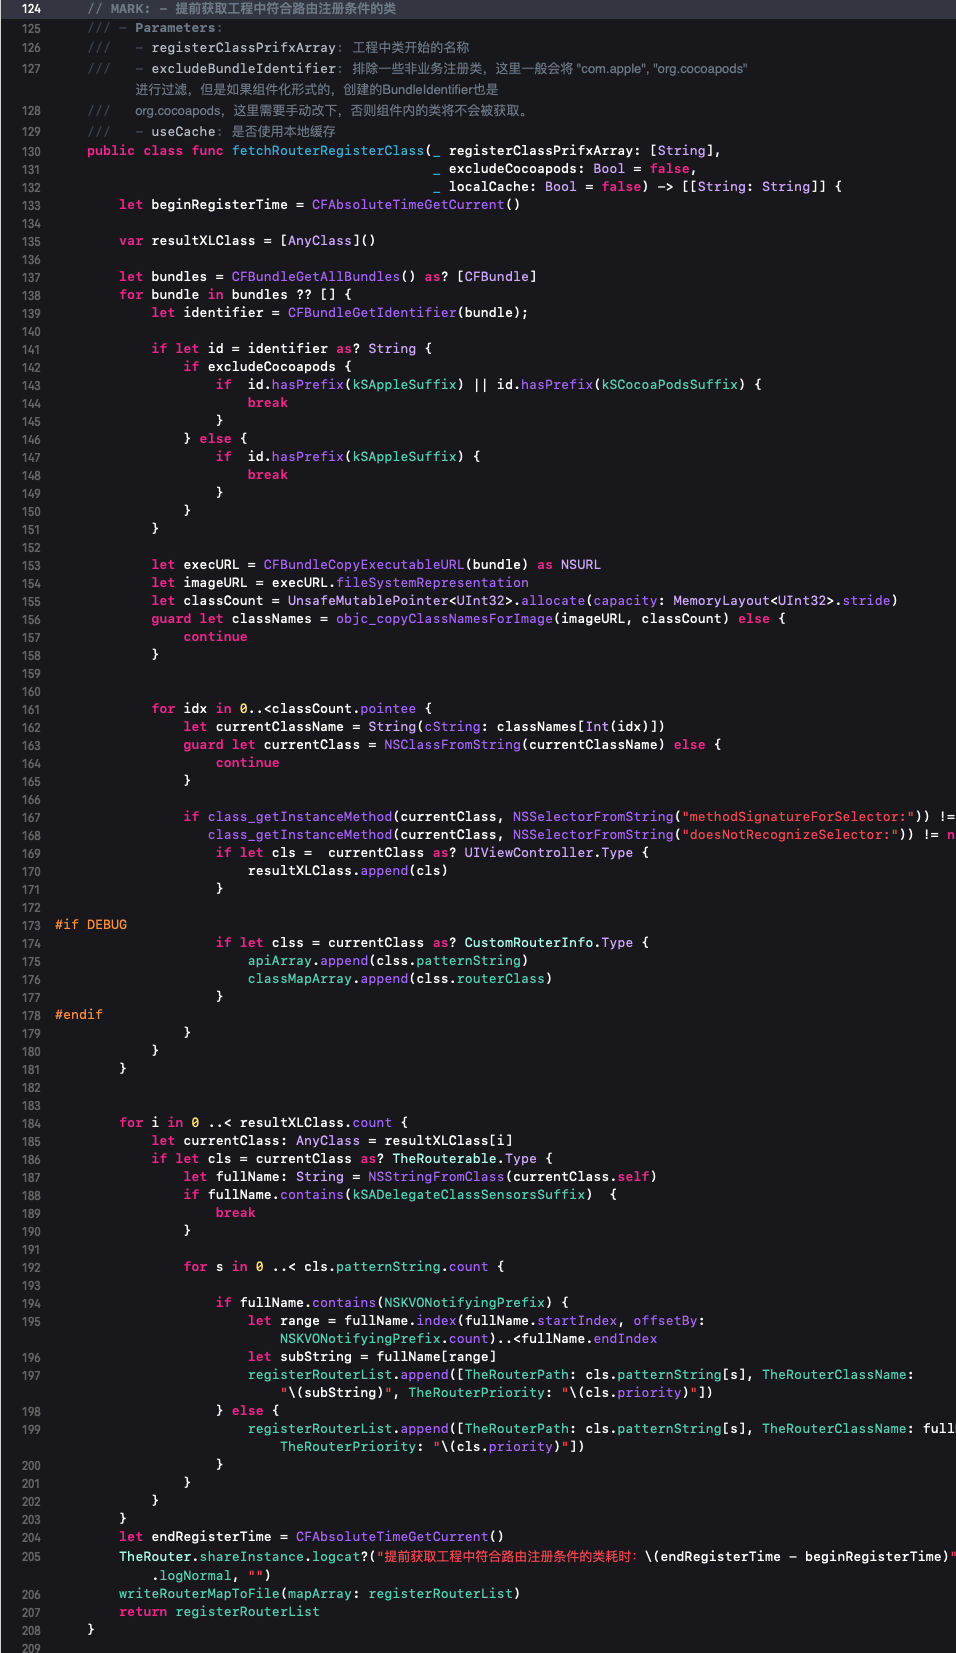 124 // MARK: - 提前获取工程中符合路由注册条件的类
125 /// - Parameters:
126 ///   - registerClassPrifxArray: 工程中类开始的名称
127 ///   - excludeBundleIdentifier: 排除一些非业务注册类，这里一般会将 "com.apple", "org.cocoapods"
进行过滤，但是如果组件化形式的，创建的BundleIdentifier也是
128 ///   org.cocoapods，这里需要手动改下，否则组件内的类将不会被获取。
129 ///   - useCache: 是否使用本地缓存
130 public class func fetchRouterRegisterClass(_ registerClassPrifxArray: [String],
131 _ excludeCocoapods: Bool = false,
132 _ localCache: Bool = false) -> [[String: String]] {
133 let beginRegisterTime = CFAbsoluteTimeGetCurrent()
134
135 var resultXLClass = [AnyClass]()
136
137 let bundles = CFBundleGetAllBundles() as? [CFBundle]
138 for bundle in bundles ?? [] {
139 let identifier = CFBundleGetIdentifier(bundle);
140
141 if let id = identifier as? String {
142 if excludeCocoapods {
143 if  id.hasPrefix(kSAppleSuffix) || id.hasPrefix(kSCocoaPodsSuffix) {
144 break
145 }
146 } else {
147 if  id.hasPrefix(kSAppleSuffix) {
148 break
149 }
150 }
151 }
152
153 let execURL = CFBundleCopyExecutableURL(bundle) as NSURL
154 let imageURL = execURL.fileSystemRepresentation
155 let classCount = UnsafeMutablePointer<UInt32>.allocate(capacity: MemoryLayout<UInt32>.stride)
156 guard let classNames = objc_copyClassNamesForImage(imageURL, classCount) else {
157 continue
158 }
159
160
161 for idx in 0..<classCount.pointee {
162 let currentClassName = String(cString: classNames[Int(idx)])
163 guard let currentClass = NSClassFromString(currentClassName) else {
164 continue
165 }
166
167 if class_getInstanceMethod(currentClass, NSSelectorFromString("methodSignatureForSelector:")) !=
168 class_getInstanceMethod(currentClass, NSSelectorFromString("doesNotRecognizeSelector:")) != n
169 if let cls =  currentClass as? UIViewController.Type {
170 resultXLClass.append(cls)
171 }
172
173 #if DEBUG
174 if let clss = currentClass as? CustomRouterInfo.Type {
175 apiArray.append(clss.patternString)
176 classMapArray.append(clss.routerClass)
177 }
178 #endif
179 }
180 }
181 }
182
183
184 for i in 0 ..< resultXLClass.count {
185 let currentClass: AnyClass = resultXLClass[i]
186 if let cls = currentClass as? TheRouterable.Type {
187 let fullName: String = NSStringFromClass(currentClass.self)
188 if fullName.contains(kSADelegateClassSensorsSuffix)  {
189 break
190 }
191
192 for s in 0 ..< cls.patternString.count {
193
194 if fullName.contains(NSKVONotifyingPrefix) {
195 let range = fullName.index(fullName.startIndex, offsetBy:
NSKVONotifyingPrefix.count)..<fullName.endIndex
196 let subString = fullName[range]
197 registerRouterList.append([TheRouterPath: cls.patternString[s], TheRouterClassName:
"\(subString)", TheRouterPriority: "\(cls.priority)"])
198 } else {
199 registerRouterList.append([TheRouterPath: cls.patternString[s], TheRouterClassName: full
TheRouterPriority: "\(cls.priority)"])
200 }
201 }
202 }
203 }
204 let endRegisterTime = CFAbsoluteTimeGetCurrent()
205 TheRouter.shareInstance.logcat?("提前获取工程中符合路由注册条件的类耗时: \(endRegisterTime - beginRegisterTime)"
.logNormal, "")
206 writeRouterMapToFile(mapArray: registerRouterList)
207 return registerRouterList
208 }
209